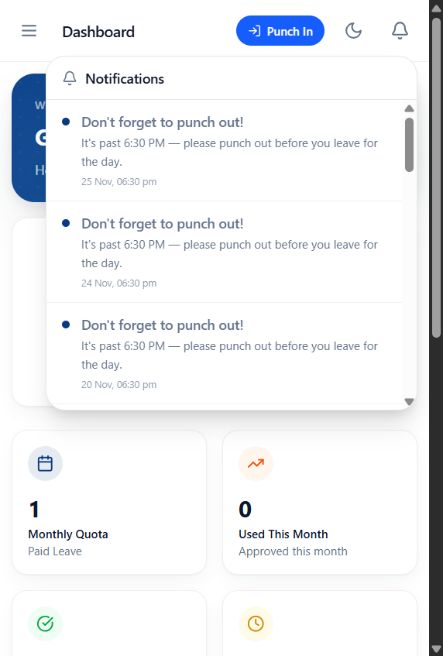 Dashboard
Punch In
Notifications
Don't forget to punch out!
It's past 6:30 PM — please punch out before you leave for
the day.
25 Nov, 06:30 pm
Don't forget to punch out!
It's past 6:30 PM — please punch out before you leave for
the day.
24 Nov, 06:30 pm
Don't forget to punch out!
It's past 6:30 PM — please punch out before you leave for
the day.
20 Nov, 06:30 pm
1
Monthly Quota
Paid Leave
0
Used This Month
Approved this month